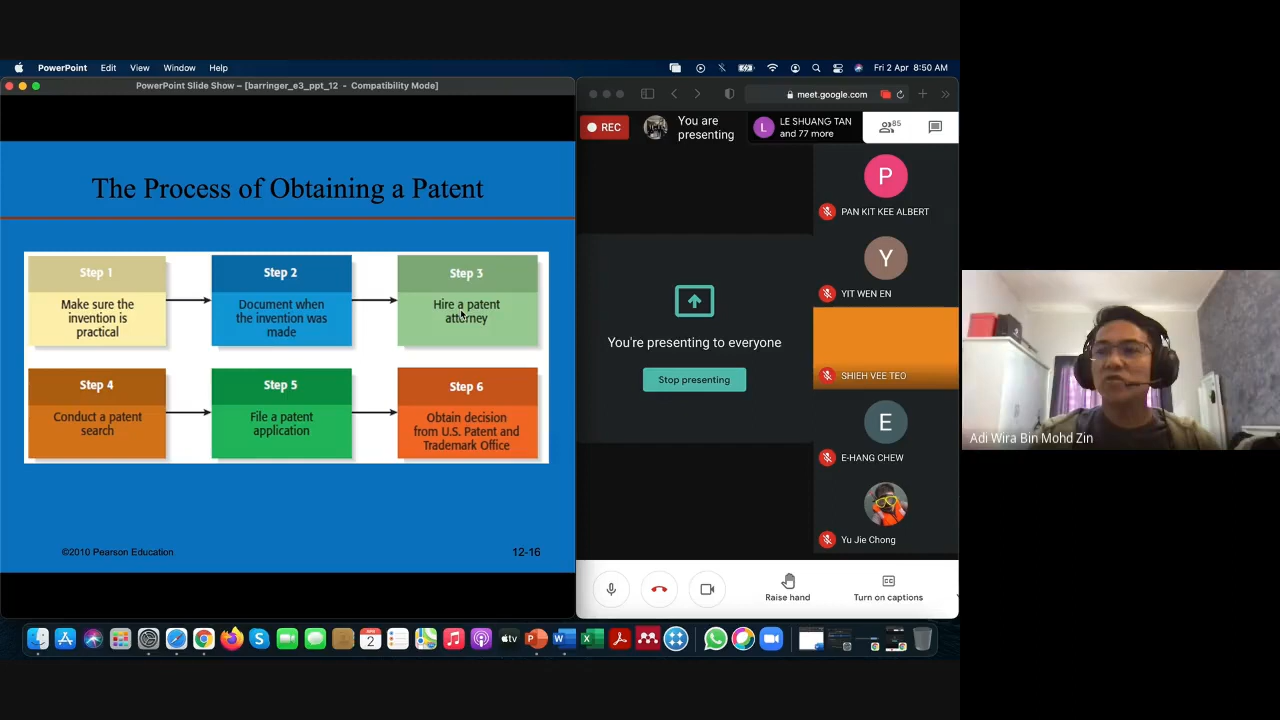 PowerPoint Edit View Window Help
Fri 2 Apr 8:50 AM
PowerPoint Slide Show – [barringer_e3_ppt_12 - Compatibility Mode]
The Process of Obtaining a Patent
Step 1
Make sure the
invention is
practical
Step 2
Document when
the invention was
made
Step 3
Hire a patent
attorney
Step 4
Conduct a patent
search
Step 5
File a patent
application
Step 6
Obtain decision
from U.S. Patent and
Trademark Office
©2010 Pearson Education
12-16
meet.google.com
REC
You are
presenting
L
LE SHUANG TAN
and 77 more
85
You're presenting to everyone
Stop presenting
P
PAN KIT KEE ALBERT
Y
YIT WEN EN
SHIEH VEE TEO
E
E-HANG CHEW
Yu Jie Chong
Raise hand
CC
Turn on captions
Adi Wira Bin Mohd Zin
APR
2
tv